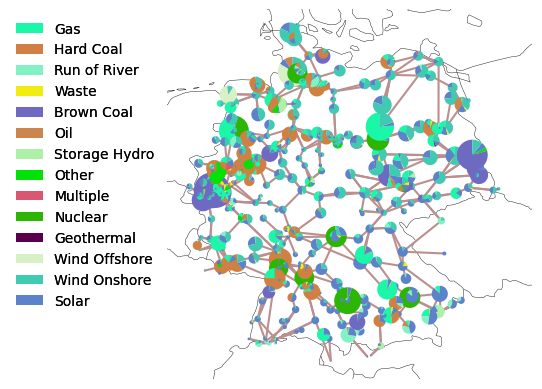 Gas
Hard Coal
Run of River
Waste
Brown Coal
Oil
Storage Hydro
Other
Multiple
Nuclear
Geothermal
Wind Offshore
Wind Onshore
Solar